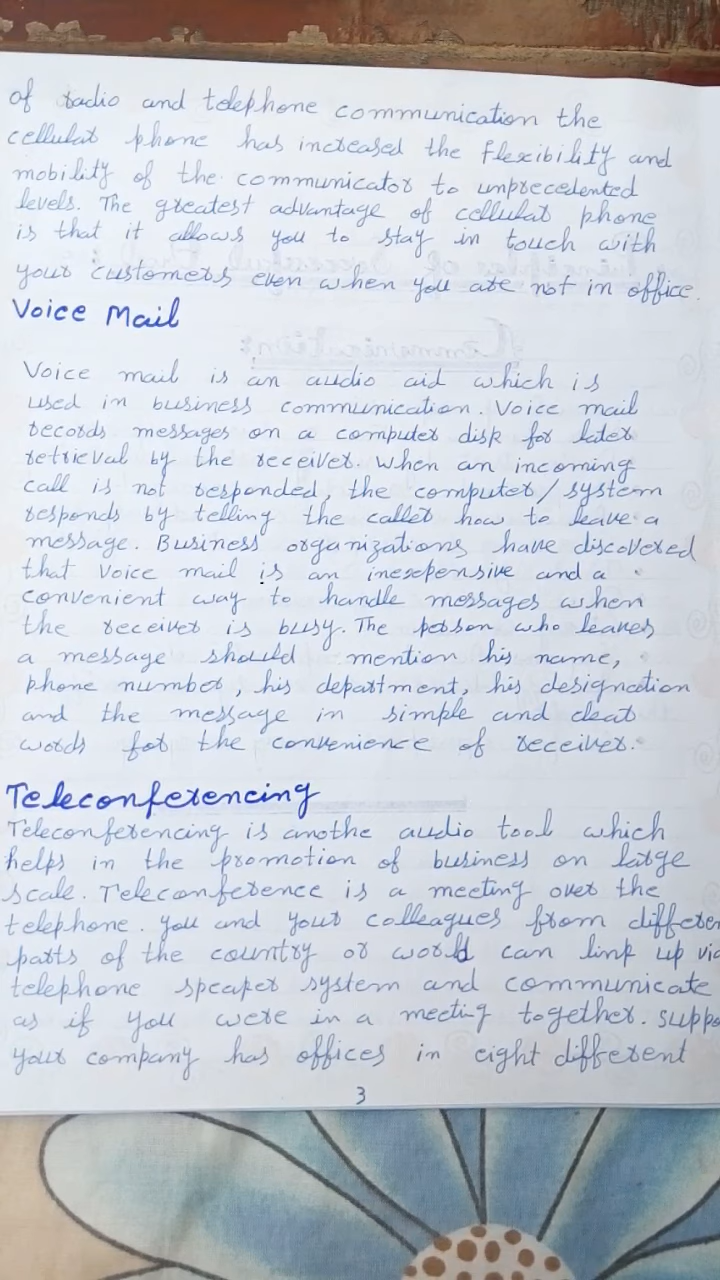 of radio and telephone communication the
cellular phone has increased the flexibility and
mobility of the communicator to unprecedented
levels. The greatest advantage of cellular phone
is that it allows you to stay in touch with
your customers even when you are not in office.
Voice Mail
Voice mail is an audio aid which is
used in business communication. Voice mail
records messages on a computer disk for later
retrieval by the receiver. When an incoming
call is not responded, the computer/system
responds by telling the caller how to leave a
message. Business organizations have discovered
that voice mail is an inexepensive and a
convenient way to handle messages when
the receiver is busy. The person who leaves
a message should mention his name,
phone number, his department, his designation
and the message in simple and clear
words for the convenience of receiver.
Teleconferencing
Teleconferencing is anothe audio tool which
helps in the promotion of business on large
scale. Teleconference is a meeting over the
telephone. you and your colleagues from differen
parts of the country or world can link up via
telephone speaper system and communicate
as if you were in a meeting together. suppo
your company has offices in eight different
3